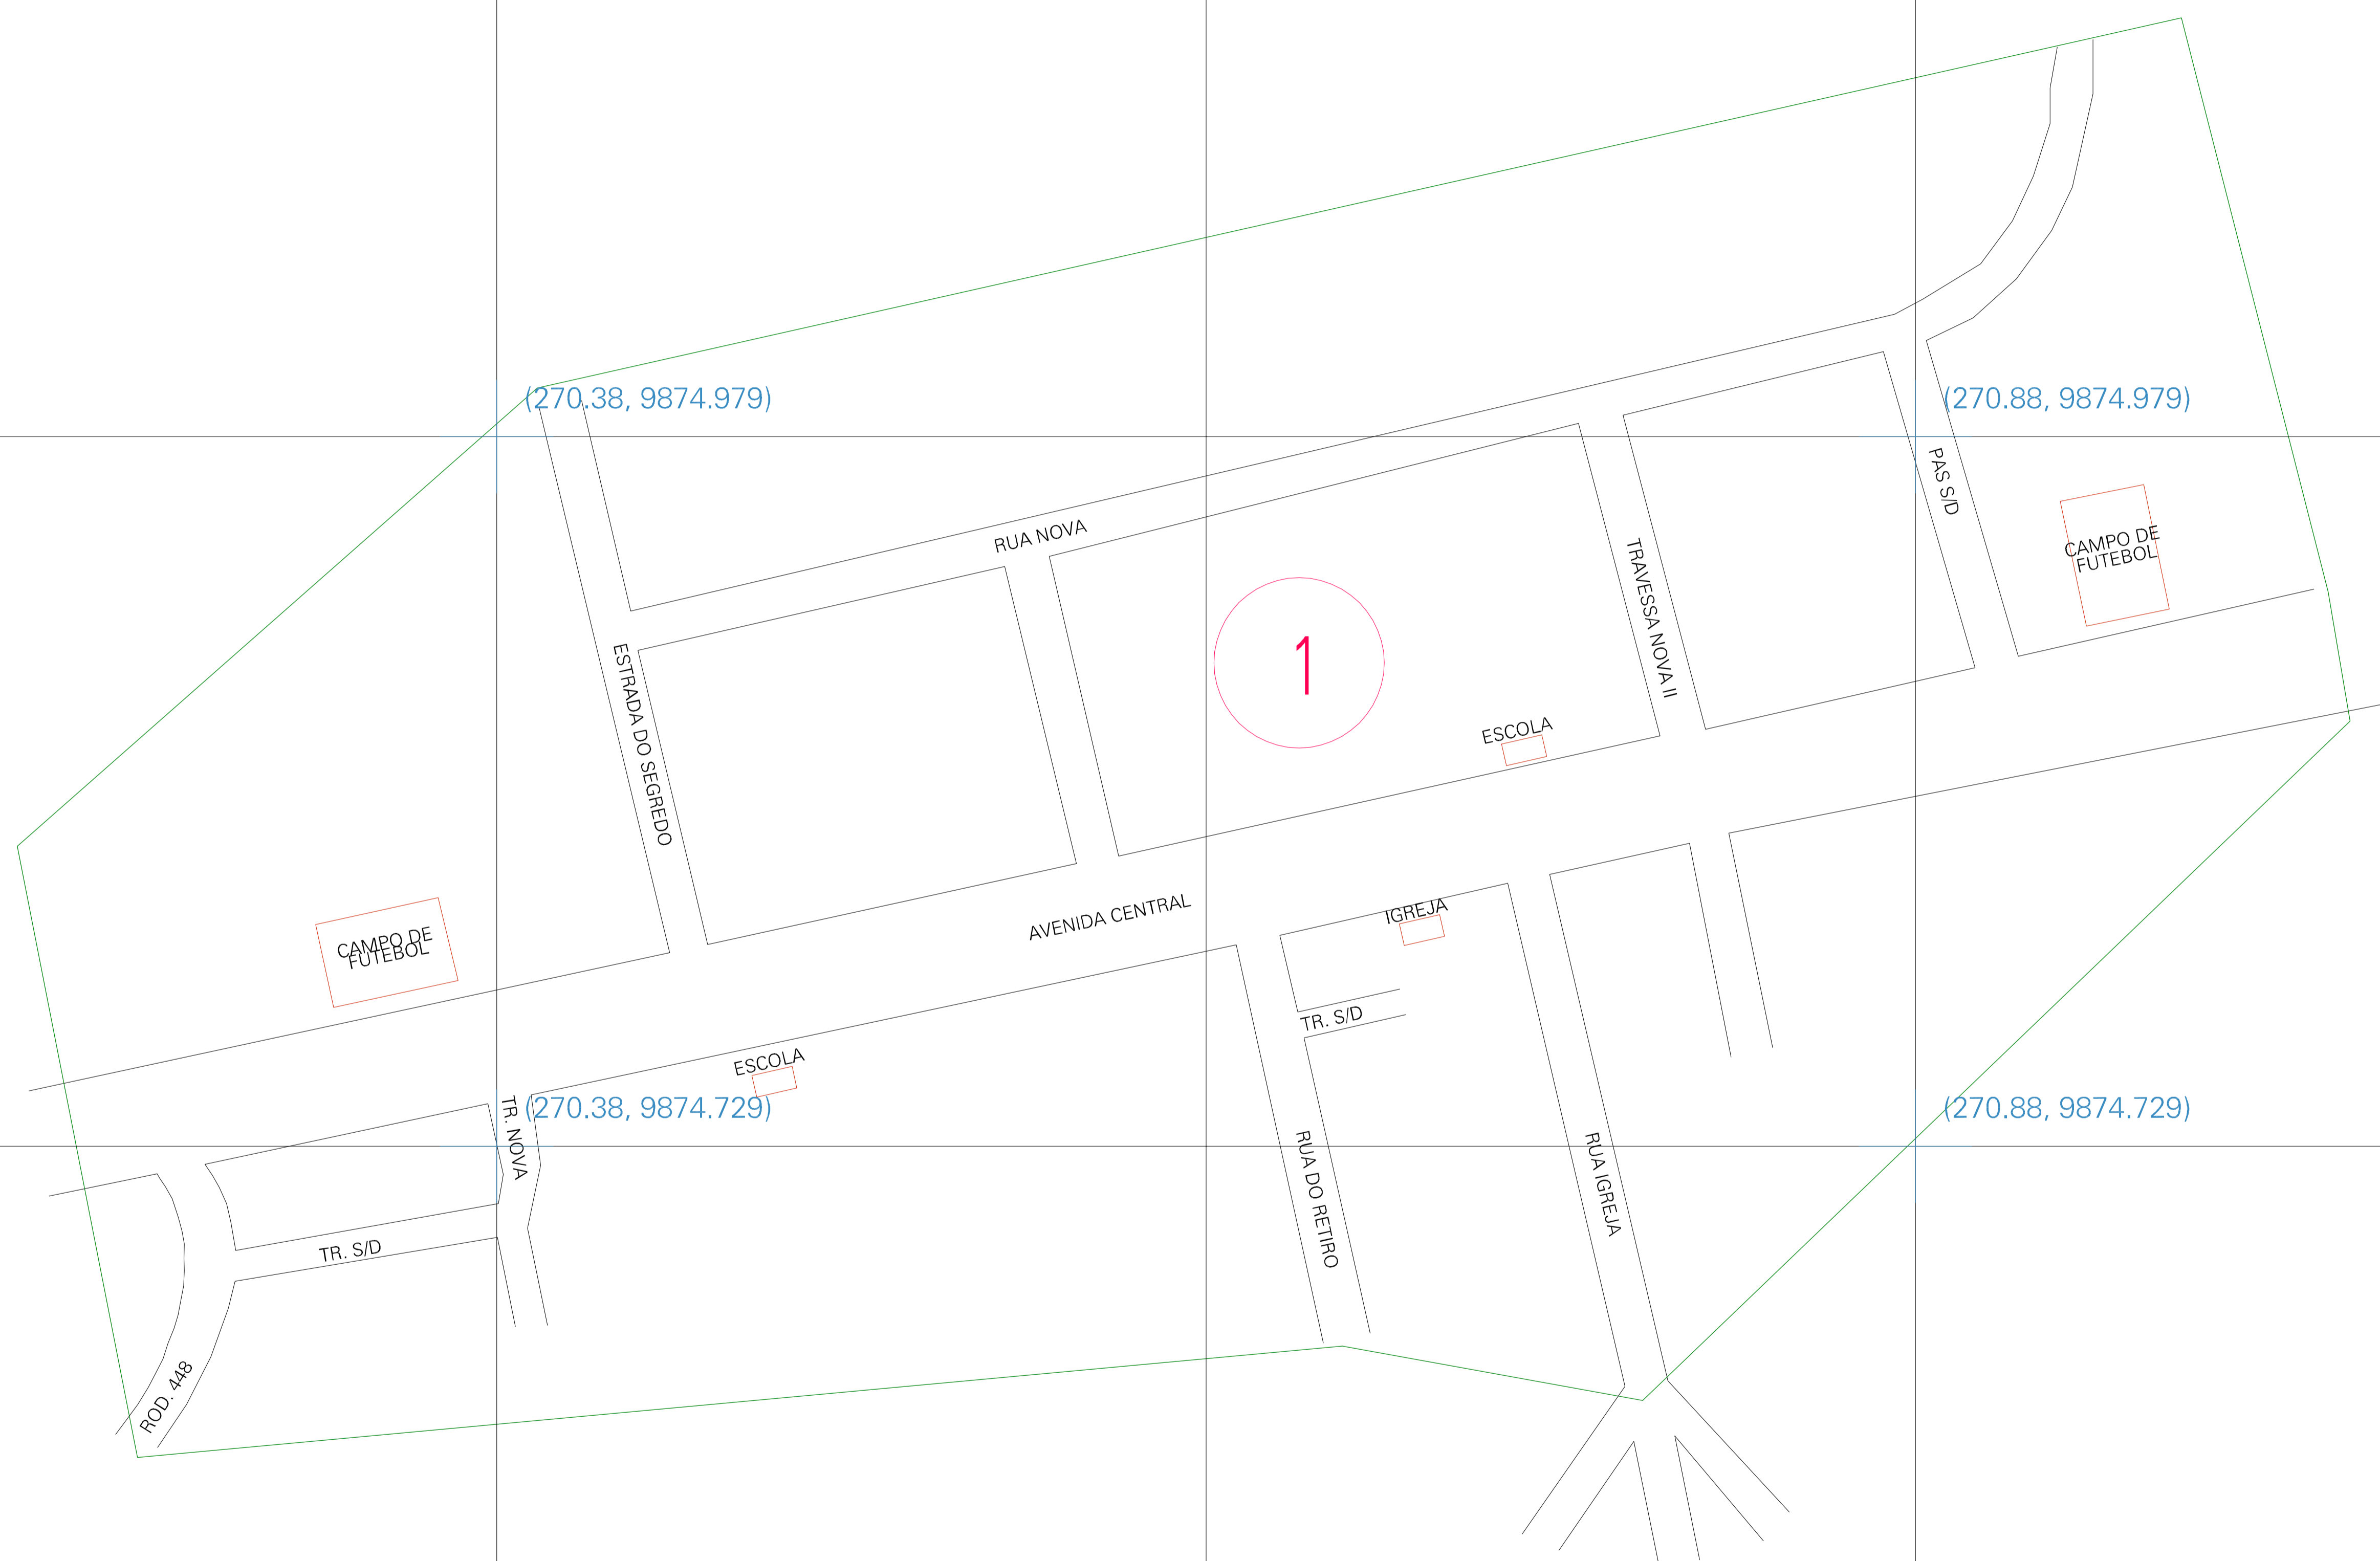 (270.38, 9874.979)
(270.88, 9874.979)
PAS S/D
RUA NOVA
CAMPO DE
FUTEBOL
TRAVESSA NOVA II
ESTRADA DO SEGREDO
1
ESCOLA
AVENIDA CENTRAL
IGREJA
CAMPO DE
FUTEBOL
TR. S/D
ESCOLA
TR. NOVA
(270.38, 9874.729)
(270.88, 9874.729)
RUA DO RETIRO
RUA IGREJA
TR. S/D
ROD. 448